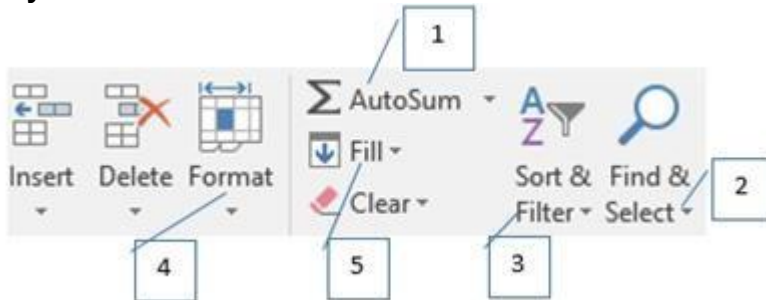 1
Σ AutoSum
A
Z
Fill
Insert Delete Format
Sort & Find &
Clear
Filter Select
2
4
5
3